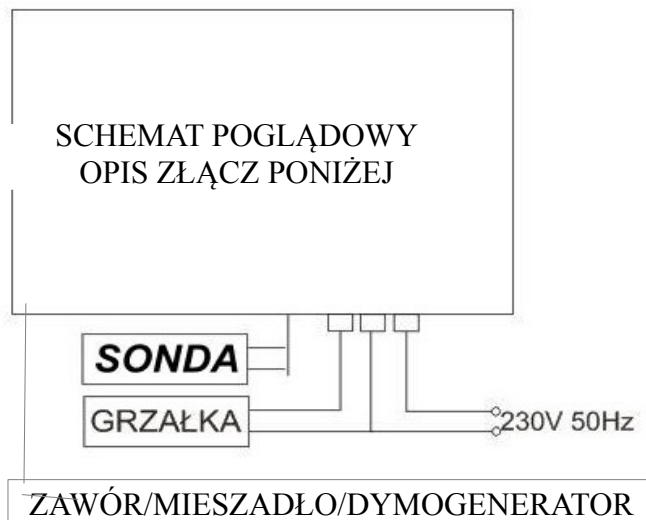 SCHEMAT POGLĄDOWY
OPIS ZŁĄCZ PONIŻEJ
SONDA
GRZAŁKA
230V 50Hz
ZAWÓR/MIESZADŁO/DYMOGENERATOR